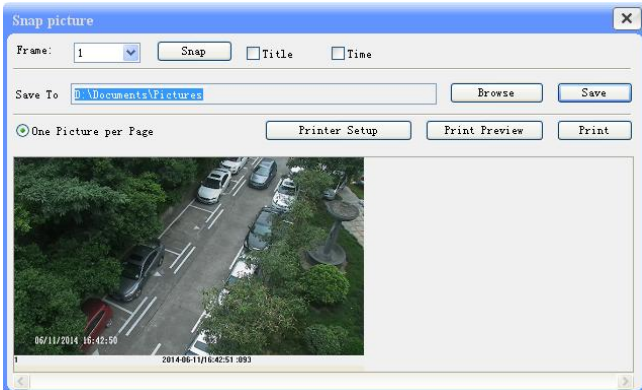 Snap picture
Frame: 1 Snap Title Time
Save To D:\Documents\Pictures Browse Save
One Picture per Page Printer Setup Print Preview Print
06/11/2014 16:42:50
1 2014-06-11/16:42:51 :093